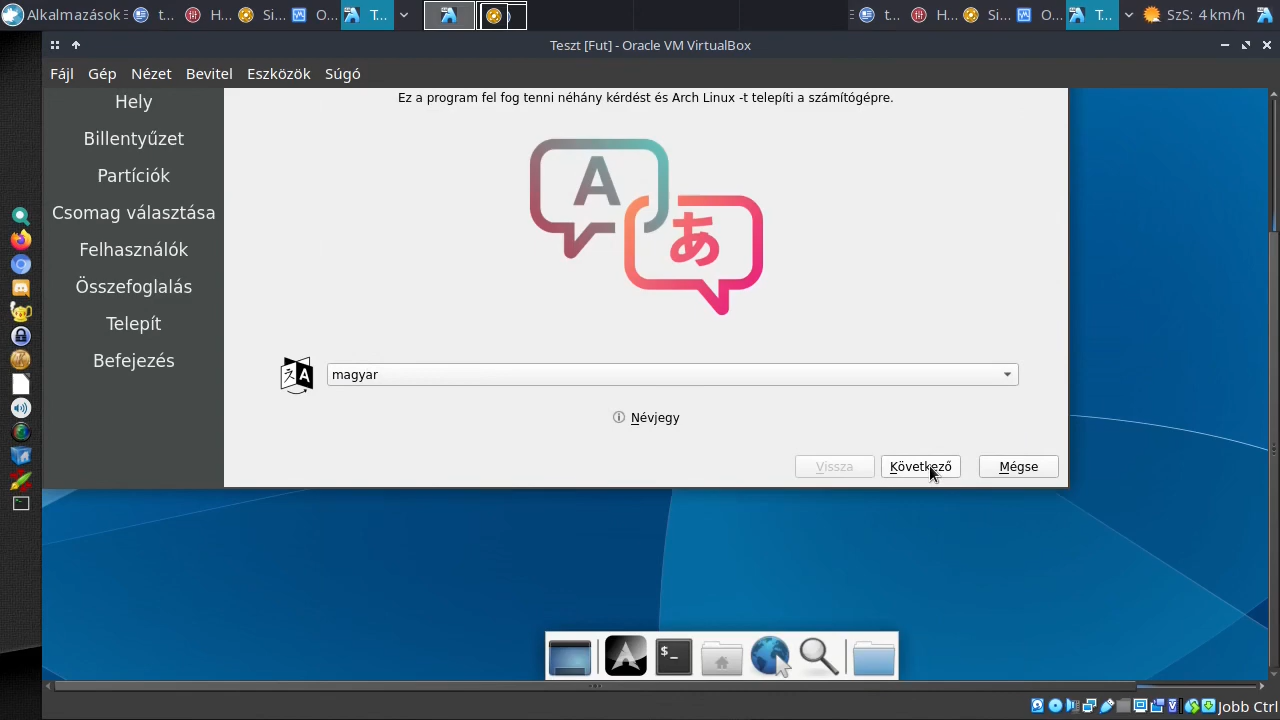 Alkalmazások t... H... Si... O... T... t... H... Si... O... T... SzS: 4 km/h
Teszt [Fut] - Oracle VM VirtualBox
Fájl Gép Nézet Bevitel Eszközök Súgó
Hely
Billentyűzet
Partíciók
Csomag választása
Felhasználók
Összefoglalás
Telepít
Befejezés
Ez a program fel fog tenni néhány kérdést és Arch Linux -t telepíti a számítógépre.
A
あ
A
magyar
Névjegy
Vissza Következő Mégse
$_
Jobb Ctrl